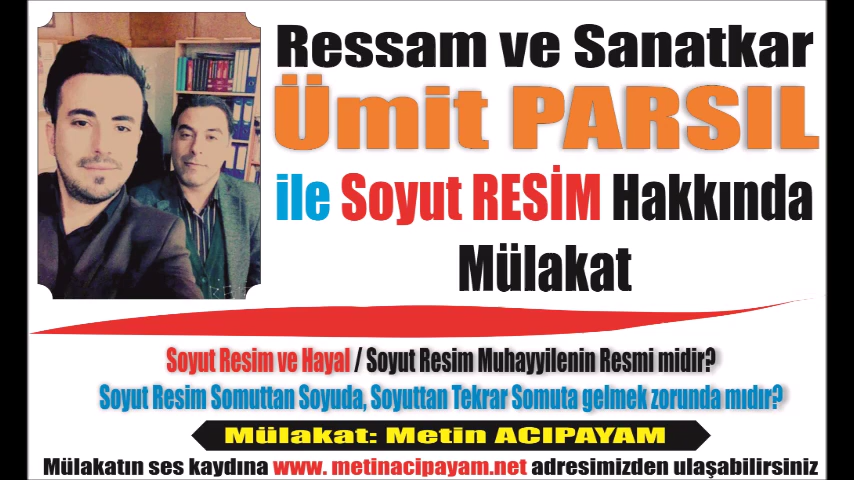 Ressam ve Sanatkar
Ümit PARSIL
ile Soyut RESİM Hakkında
Mülakat
Soyut Resim ve Hayal / Soyut Resim Muhayyilenin Resmi midir?
Soyut Resim Somuttan Soyuda, Soyuttan Tekrar Somuta gelmek zorunda mıdır?
Mülakat: Metin ACIPAYAM
Mülakatın ses kaydına www. metinacipayam.net adresimizden ulaşabilirsiniz